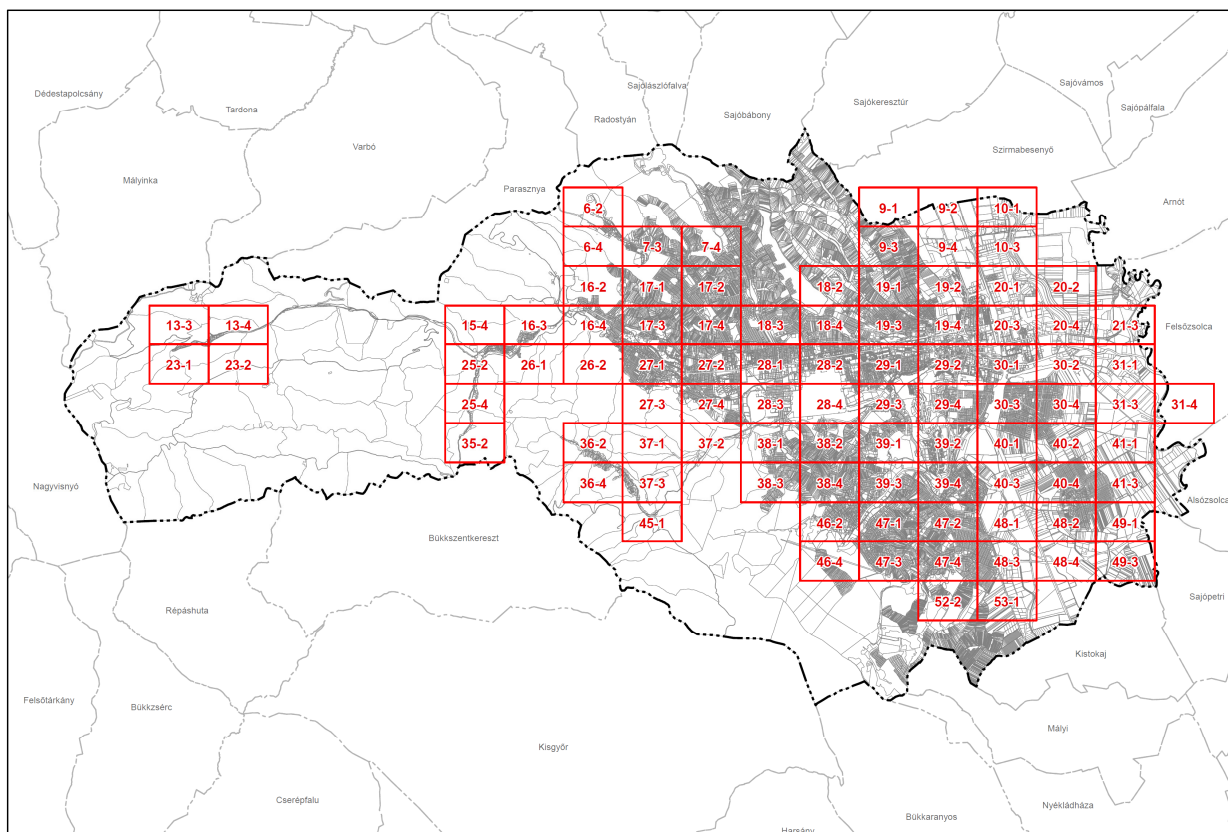 Sajóvámos
Sajólászlófalva
Dédestapolcsány
Sajókeresztúr
Tardona
Sajópálfala
Radostyán
Sajóbábony
Varbó
Szirmabesenyő
Mályinka
Parasznya
Arnót
6-2 9-1 9-2 10-1
6-4 7-3 7-4 9-3 9-4 10-3
16-2 17-1 17-2 18-2 19-1 19-2 20-1 20-2
13-3 13-4 15-4 16-3 16-4 17-3 17-4 18-3 18-4 19-3 19-4 20-3 20-4 21-3 Felsőzsolca
23-1 23-2 25-2 26-1 26-2 27-1 27-2 28-1 28-2 29-1 29-2 30-1 30-2 31-1
25-4 27-3 27-4 28-3 28-4 29-3 29-4 30-3 30-4 31-3 31-4
35-2 36-2 37-1 37-2 38-1 38-2 39-1 39-2 40-1 40-2 41-1
Nagyvisnyó
36-4 37-3 38-3 38-4 39-3 39-4 40-3 40-4 41-3
Alsózsolca
45-1 46-2 47-1 47-2 48-1 48-2 49-1
Bükkszentkereszt
46-4 47-3 47-4 48-3 48-4 49-3
Sajópetri
52-2 53-1
Répáshuta
Kistokaj
Felsőtárkány
Bükkzsérc
Mályi
Kisgyőr
Cserépfalu
Nyékládháza
Bükkaranyos
Harsány